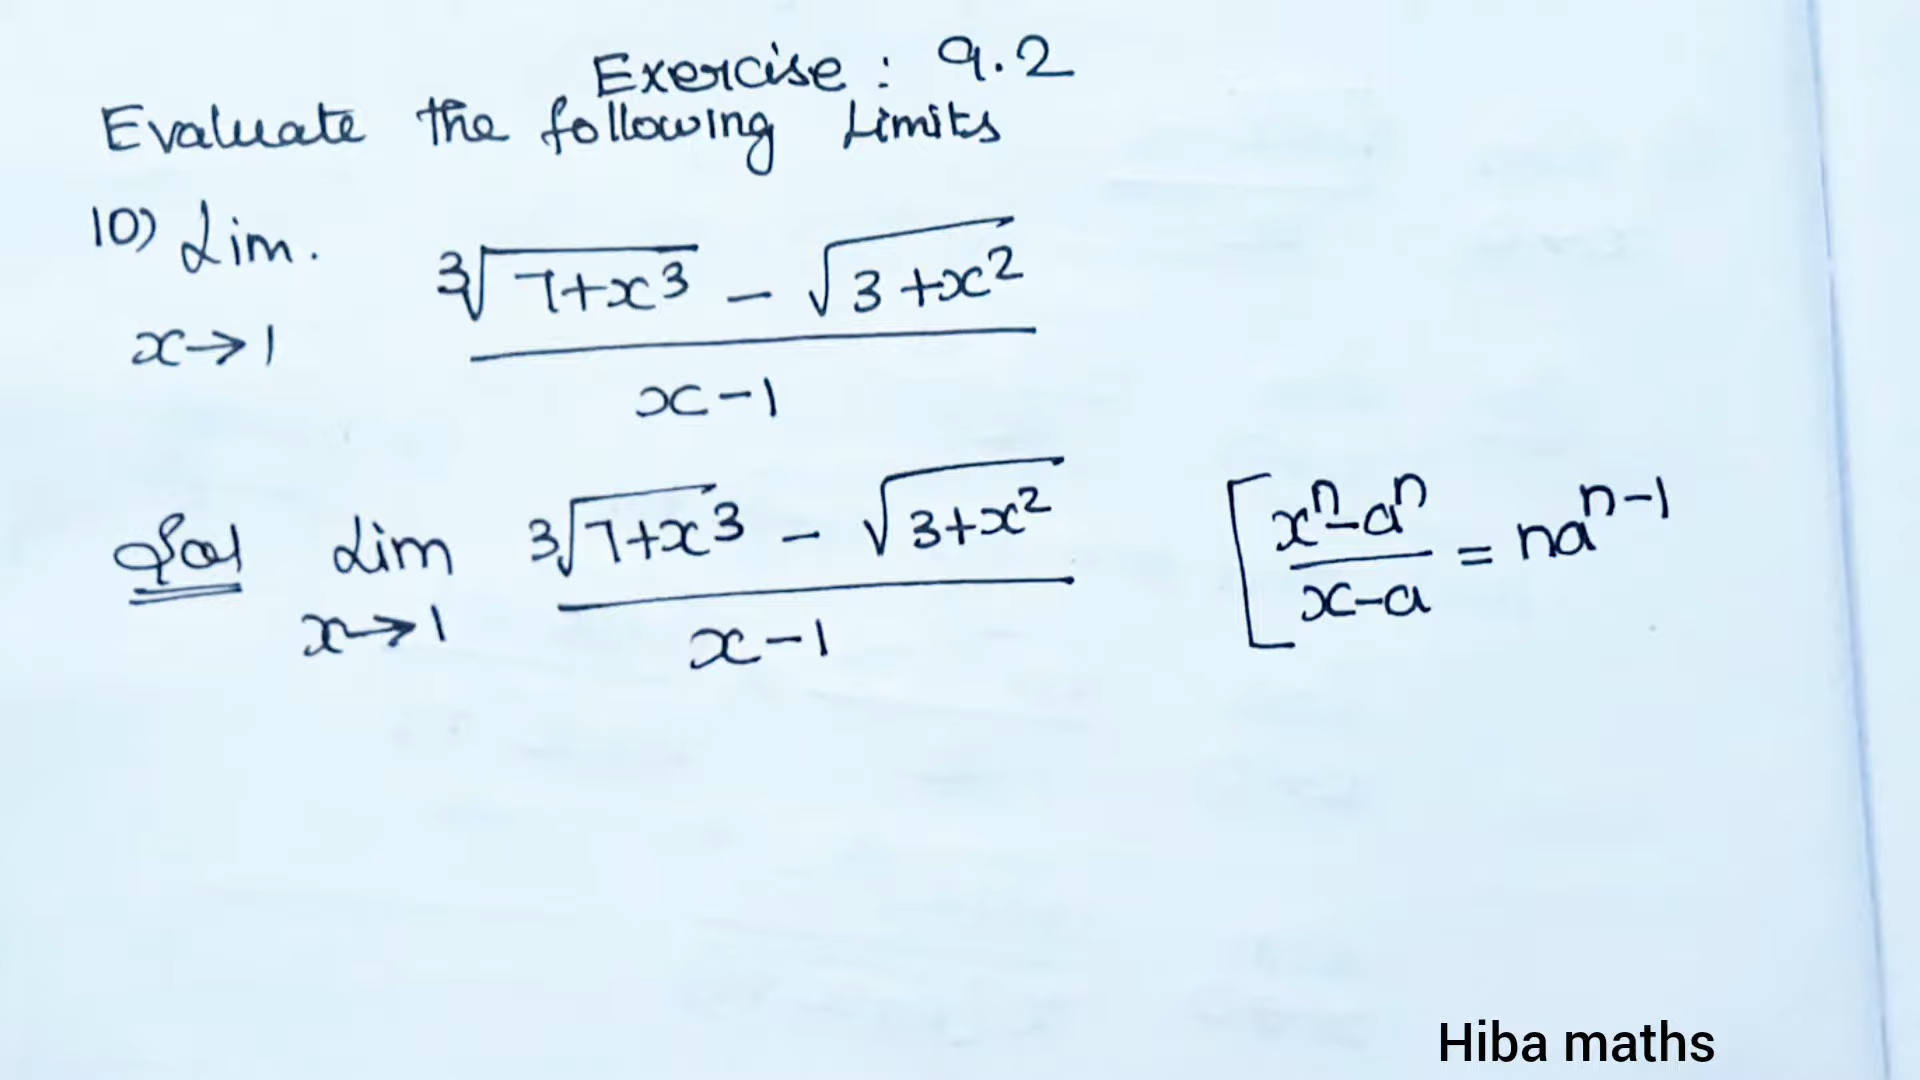 Exercise : 9.2
Evaluate the following Limits
10) Lim. x→1 ∛(7+x³) − √(3+x²) / x−1
Sol Lim x→1 ∛(7+x³) − √(3+x²) / x−1 [ xⁿ−aⁿ / x−a = naⁿ⁻¹
Hiba maths